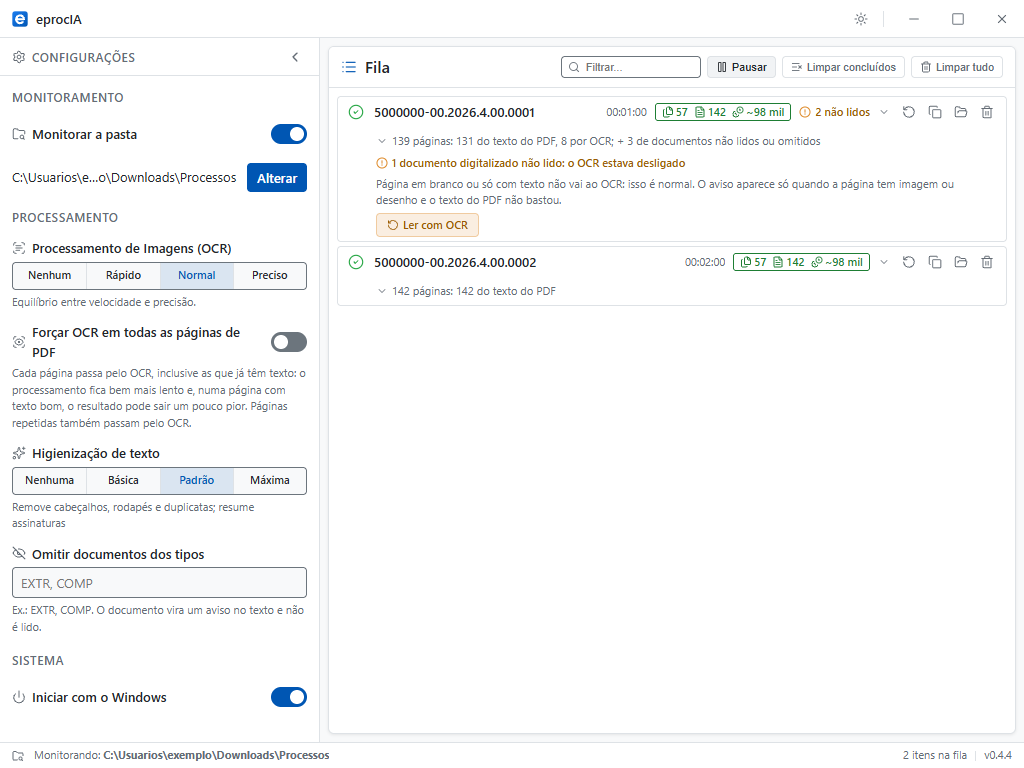 eprocIA
CONFIGURAÇÕES
MONITORAMENTO
Monitorar a pasta
C:\Usuarios\e...o\Downloads\Processos
Alterar
PROCESSAMENTO
Processamento de Imagens (OCR)
Nenhum Rápido Normal Preciso
Equilíbrio entre velocidade e precisão.
Forçar OCR em todas as páginas de
PDF
Cada página passa pelo OCR, inclusive as que já têm texto: o
processamento fica bem mais lento e, numa página com
texto bom, o resultado pode sair um pouco pior. Páginas
repetidas também passam pelo OCR.
Higienização de texto
Nenhuma Básica Padrão Máxima
Remove cabeçalhos, rodapés e duplicatas; resume
assinaturas
Omitir documentos dos tipos
EXTR, COMP
Ex.: EXTR, COMP. O documento vira um aviso no texto e não
é lido.
SISTEMA
Iniciar com o Windows
Fila
Filtrar...
Pausar
Limpar concluídos
Limpar tudo
5000000-00.2026.4.00.0001 00:01:00 57 142 ~98 mil 2 não lidos
139 páginas: 131 do texto do PDF, 8 por OCR; + 3 de documentos não lidos ou omitidos
1 documento digitalizado não lido: o OCR estava desligado
Página em branco ou só com texto não vai ao OCR: isso é normal. O aviso aparece só quando a página tem imagem ou
desenho e o texto do PDF não bastou.
Ler com OCR
5000000-00.2026.4.00.0002 00:02:00 57 142 ~98 mil
142 páginas: 142 do texto do PDF
Monitorando: C:\Usuarios\exemplo\Downloads\Processos
2 itens na fila v0.4.4